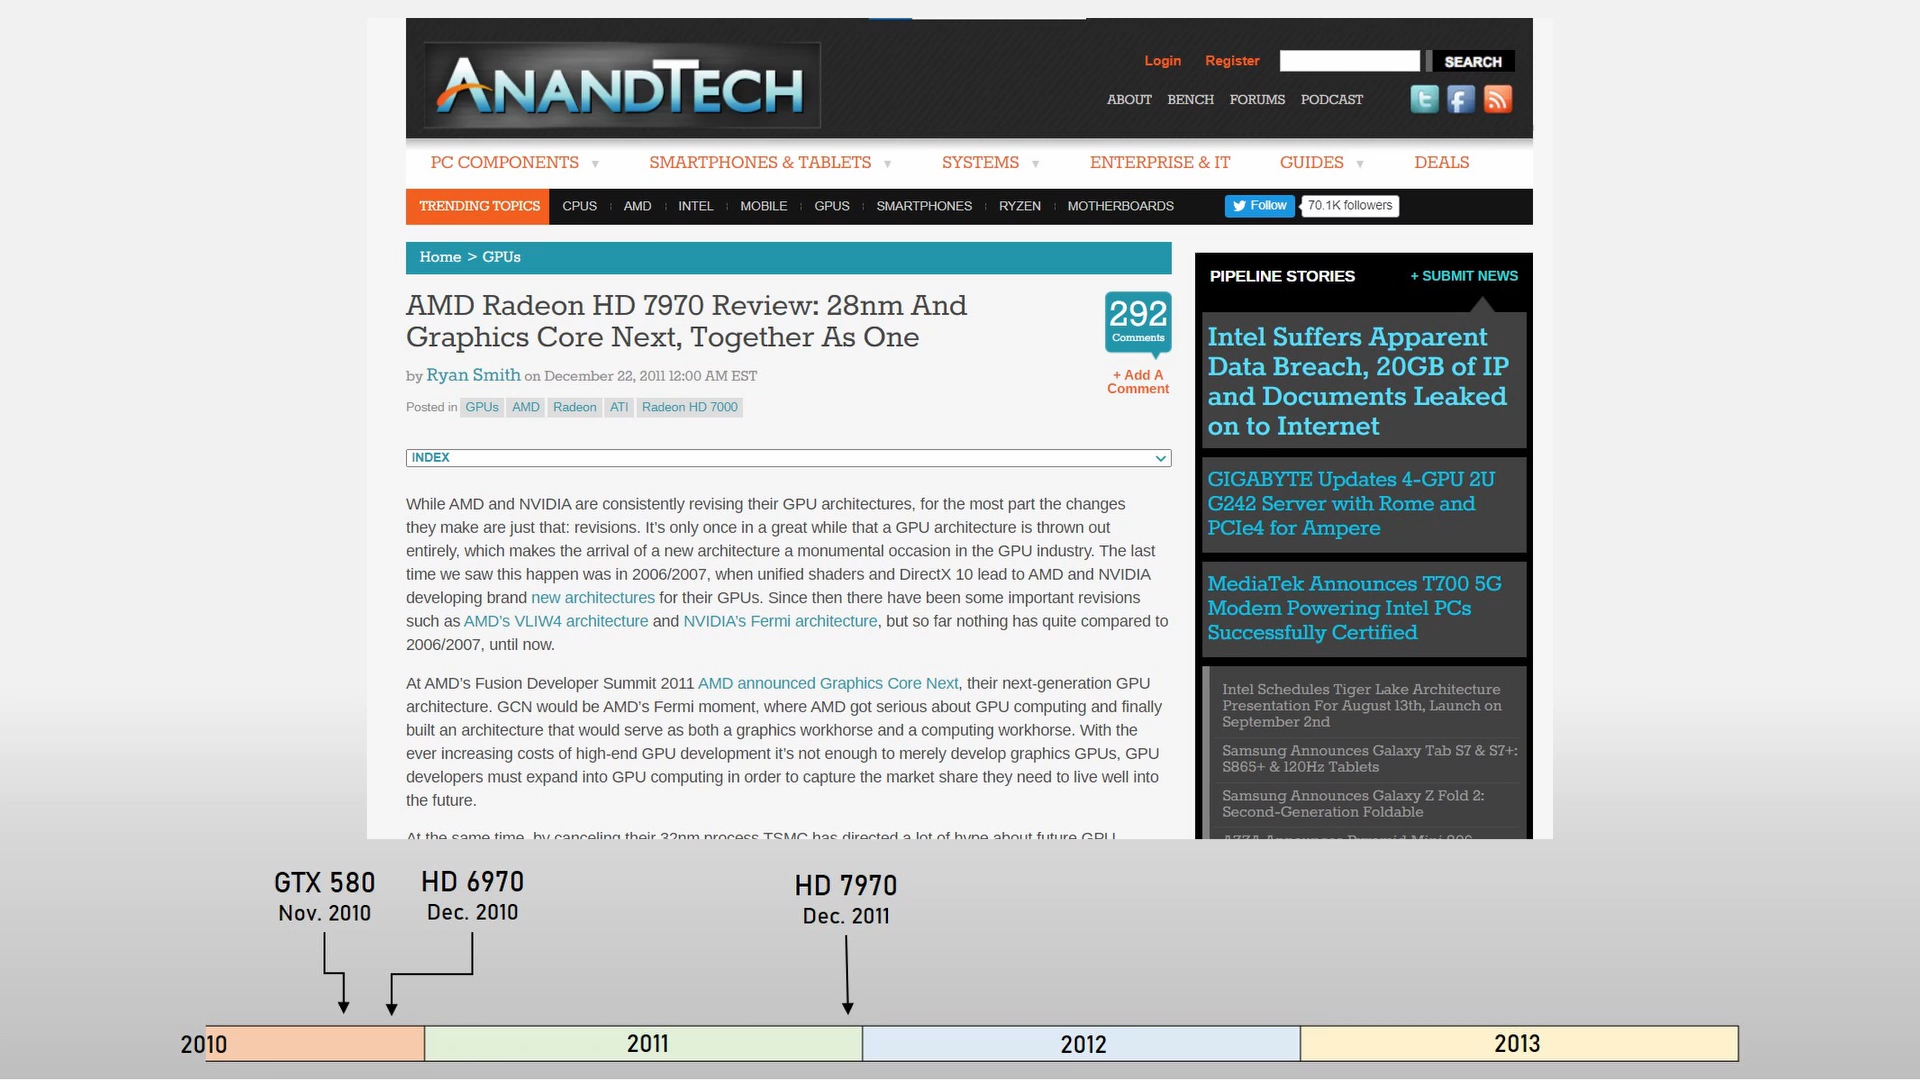 ANANDTECH
Login Register SEARCH
ABOUT BENCH FORUMS PODCAST
PC COMPONENTS SMARTPHONES & TABLETS SYSTEMS ENTERPRISE & IT GUIDES DEALS
TRENDING TOPICS CPUS AMD INTEL MOBILE GPUS SMARTPHONES RYZEN MOTHERBOARDS Follow 70.1K followers
Home > GPUs
AMD Radeon HD 7970 Review: 28nm And
Graphics Core Next, Together As One
292
Comments
+ Add A
Comment
by Ryan Smith on December 22, 2011 12:00 AM EST
Posted in GPUs AMD Radeon ATI Radeon HD 7000
INDEX
While AMD and NVIDIA are consistently revising their GPU architectures, for the most part the changes
they make are just that: revisions. It's only once in a great while that a GPU architecture is thrown out
entirely, which makes the arrival of a new architecture a monumental occasion in the GPU industry. The last
time we saw this happen was in 2006/2007, when unified shaders and DirectX 10 lead to AMD and NVIDIA
developing brand new architectures for their GPUs. Since then there have been some important revisions
such as AMD's VLIW4 architecture and NVIDIA's Fermi architecture, but so far nothing has quite compared to
2006/2007, until now.
At AMD's Fusion Developer Summit 2011 AMD announced Graphics Core Next, their next-generation GPU
architecture. GCN would be AMD's Fermi moment, where AMD got serious about GPU computing and finally
built an architecture that would serve as both a graphics workhorse and a computing workhorse. With the
ever increasing costs of high-end GPU development it's not enough to merely develop graphics GPUs, GPU
developers must expand into GPU computing in order to capture the market share they need to live well into
the future.
At the same time, by canceling their 32nm process TSMC has directed a lot of hype about future GPU
PIPELINE STORIES + SUBMIT NEWS
Intel Suffers Apparent
Data Breach, 20GB of IP
and Documents Leaked
on to Internet
GIGABYTE Updates 4-GPU 2U
G242 Server with Rome and
PCIe4 for Ampere
MediaTek Announces T700 5G
Modem Powering Intel PCs
Successfully Certified
Intel Schedules Tiger Lake Architecture
Presentation For August 13th, Launch on
September 2nd
Samsung Announces Galaxy Tab S7 & S7+:
S865+ & 120Hz Tablets
Samsung Announces Galaxy Z Fold 2:
Second-Generation Foldable
GTX 580
Nov. 2010
HD 6970
Dec. 2010
HD 7970
Dec. 2011
2010 2011 2012 2013